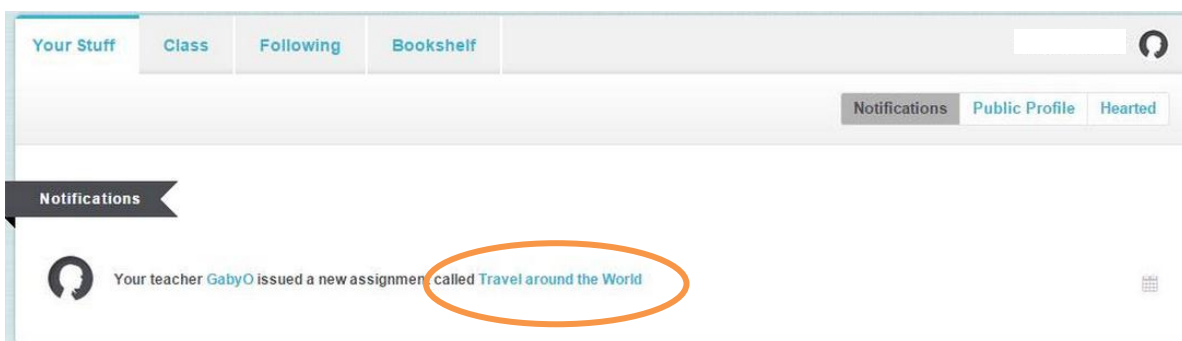 Your Stuff Class Following Bookshelf
Notifications Public Profile Hearted
Notifications
Your teacher GabyO issued a new assignment called Travel around the World